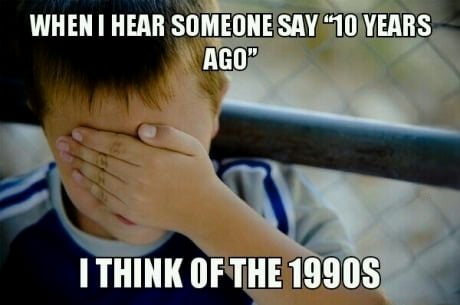 WHEN I HEAR SOMEONE SAY “10 YEARS
AGO”
I THINK OF THE 1990S